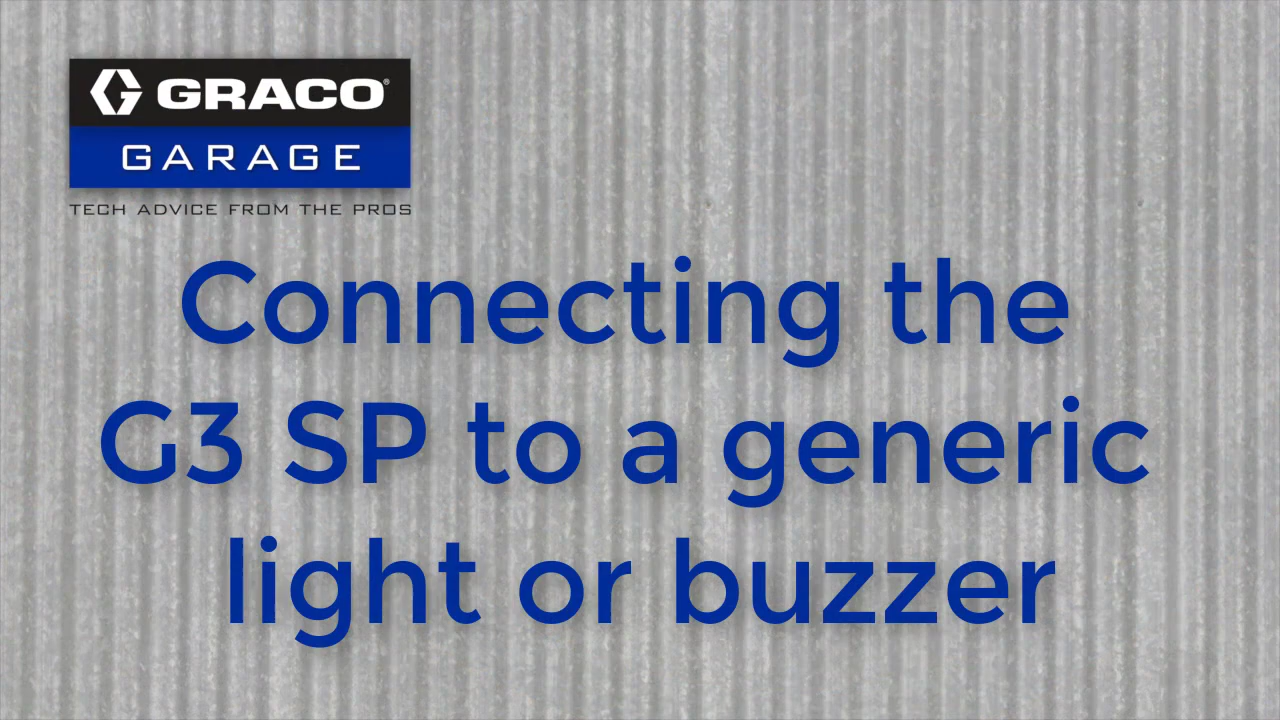 GRACO®
GARAGE
TECH ADVICE FROM THE PROS
Connecting the
G3 SP to a generic
light or buzzer